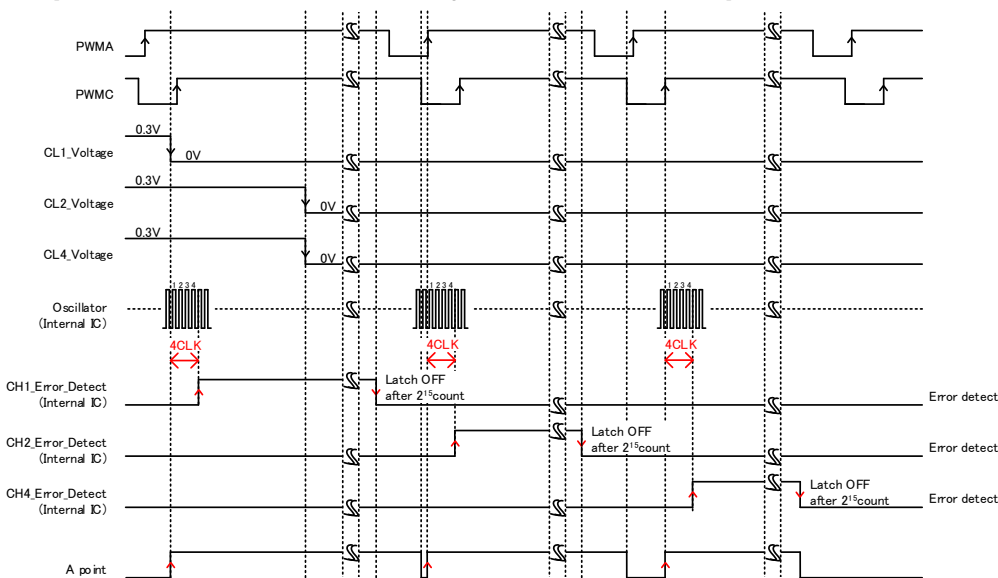 PWMA
PWMC
0.3V
CL1_Voltage
0V
0.3V
CL2_Voltage
0V
0.3V
CL4_Voltage
0V
1 2 3 4
1 2 3 4
1 2 3 4
Oscillator
(Internal IC)
4CLK
4CLK
4CLK
CH1_Error_Detect
(Internal IC)
Latch OFF
after 2¹⁵count
Error detect
CH2_Error_Detect
(Internal IC)
Latch OFF
after 2¹⁵count
Error detect
CH4_Error_Detect
(Internal IC)
Latch OFF
after 2¹⁵count
Error detect
A point